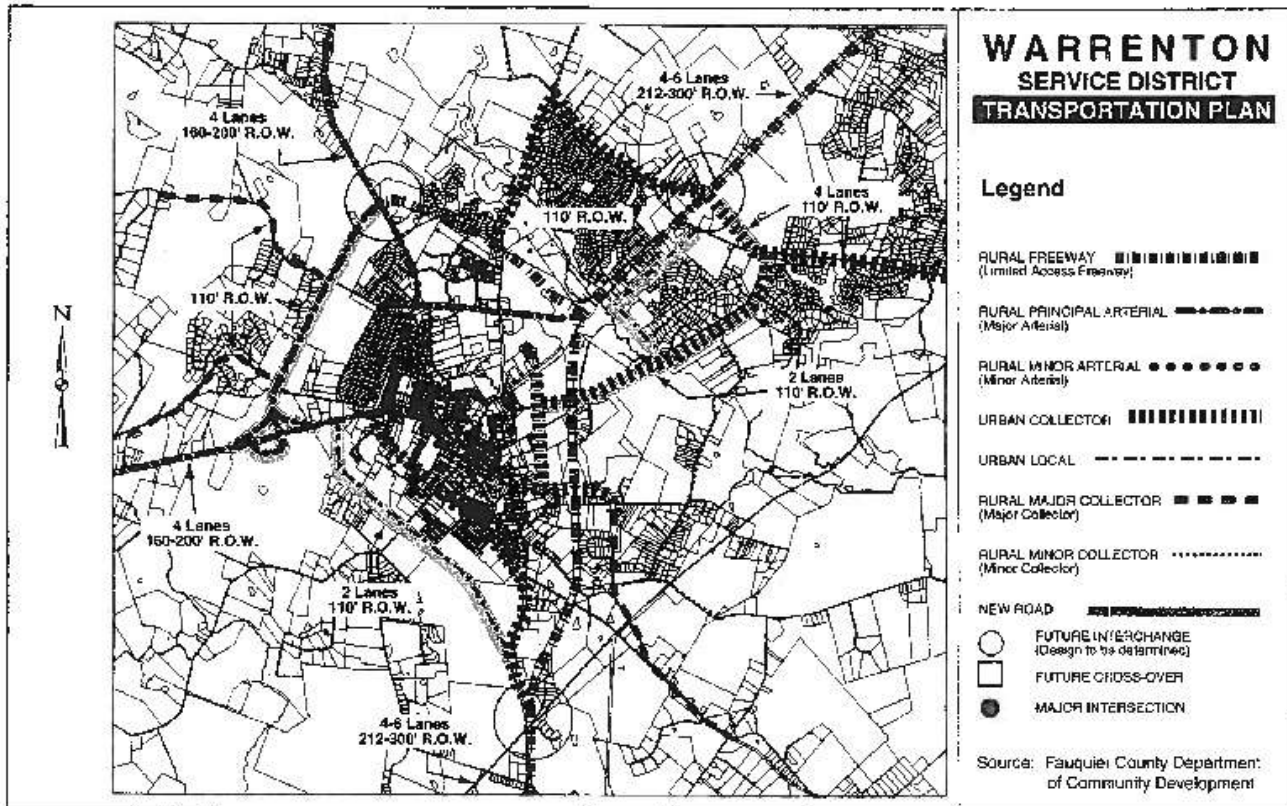 WARRENTON
SERVICE DISTRICT
TRANSPORTATION PLAN
Legend
RURAL FREEWAY
(Limited Access Freeway)
RURAL PRINCIPAL ARTERIAL
(Major Arterial)
RURAL MINOR ARTERIAL
(Minor Arterial)
URBAN COLLECTOR
URBAN LOCAL
RURAL MAJOR COLLECTOR
(Major Collector)
RURAL MINOR COLLECTOR
(Minor Collector)
NEW ROAD
FUTURE INTERCHANGE
(Design to be determined)
FUTURE CROSS-OVER
MAJOR INTERSECTION
Source: Fauquier County Department
of Community Development
N
4 Lanes
160-200' R.O.W.
4-6 Lanes
212-300' R.O.W.
110' R.O.W.
4 Lanes
110' R.O.W.
110' R.O.W.
2 Lanes
110' R.O.W.
4 Lanes
160-200' R.O.W.
2 Lanes
110' R.O.W.
4-6 Lanes
212-300' R.O.W.